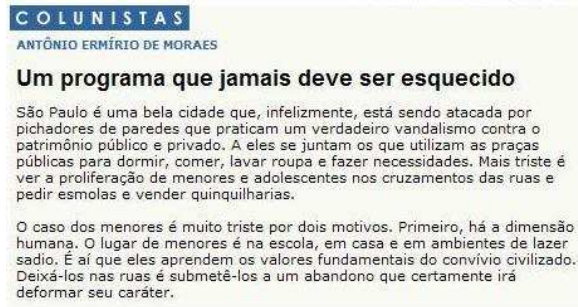 COLUNISTAS
ANTÔNIO ERMÍRIO DE MORAES
Um programa que jamais deve ser esquecido
São Paulo é uma bela cidade que, infelizmente, está sendo atacada por
pichadores de paredes que praticam um verdadeiro vandalismo contra o
patrimônio público e privado. A eles se juntam os que utilizam as praças
públicas para dormir, comer, lavar roupa e fazer necessidades. Mais triste é
ver a proliferação de menores e adolescentes nos cruzamentos das ruas e
pedir esmolas e vender quinquilharias.
O caso dos menores é muito triste por dois motivos. Primeiro, há a dimensão
humana. O lugar de menores é na escola, em casa e em ambientes de lazer
sadio. É aí que eles aprendem os valores fundamentais do convívio civilizado.
Deixá-los nas ruas é submetê-los a um abandono que certamente irá
deformar seu caráter.